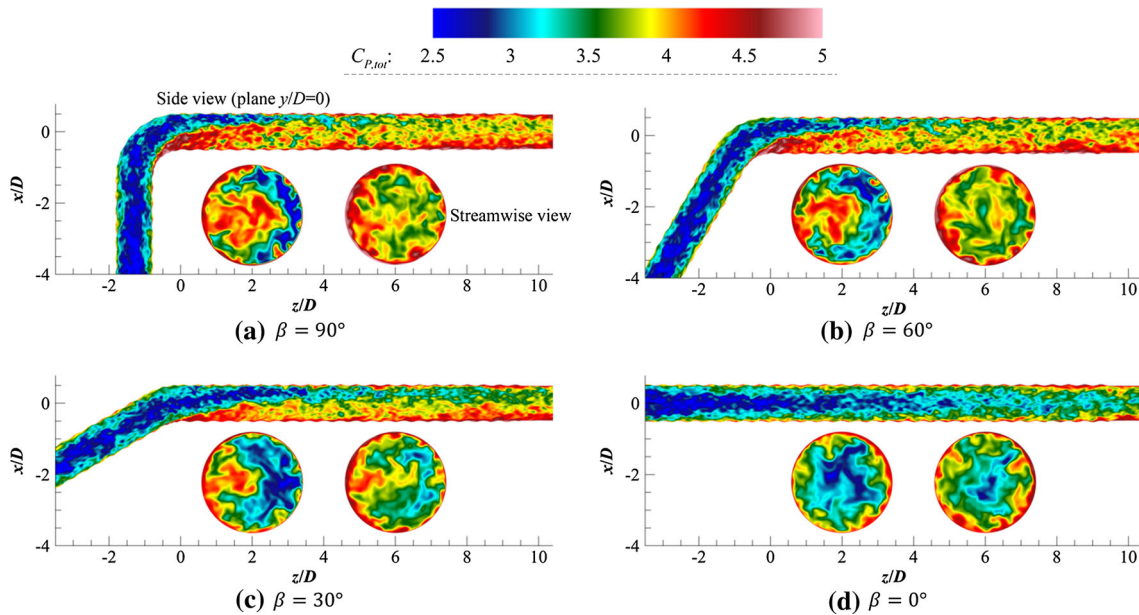 C_P,tot: 2.5 3 3.5 4 4.5 5
Side view (plane y/D=0)
x/D
0
-2
-4
Streamwise view
-2 0 2 4 6 8 10
z/D
(a) β = 90°
x/D
0
-2
-4
-2 0 2 4 6 8 10
z/D
(b) β = 60°
x/D
0
-2
-4
-2 0 2 4 6 8 10
z/D
(c) β = 30°
x/D
0
-2
-4
-2 0 2 4 6 8 10
z/D
(d) β = 0°